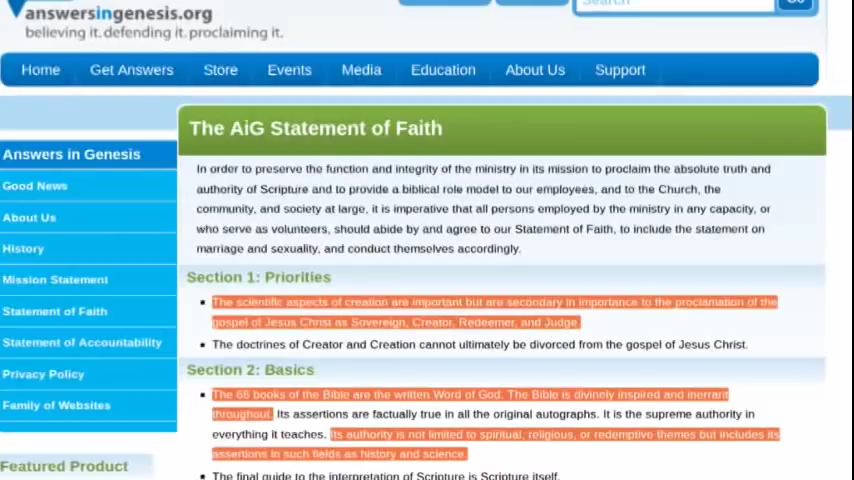 answersingenesis.org
believing it. defending it. proclaiming it.
Search
Home Get Answers Store Events Media Education About Us Support
The AiG Statement of Faith
Answers in Genesis
Good News
About Us
History
Mission Statement
Statement of Faith
Statement of Accountability
Privacy Policy
Family of Websites
Featured Product
In order to preserve the function and integrity of the ministry in its mission to proclaim the absolute truth and
authority of Scripture and to provide a biblical role model to our employees, and to the Church, the
community, and society at large, it is imperative that all persons employed by the ministry in any capacity, or
who serve as volunteers, should abide by and agree to our Statement of Faith, to include the statement on
marriage and sexuality, and conduct themselves accordingly.
Section 1: Priorities
• The scientific aspects of creation are important but are secondary in importance to the proclamation of the
gospel of Jesus Christ as Sovereign, Creator, Redeemer, and Judge.
• The doctrines of Creator and Creation cannot ultimately be divorced from the gospel of Jesus Christ.
Section 2: Basics
• The 66 books of the Bible are the written Word of God. The Bible is divinely inspired and inerrant
throughout. Its assertions are factually true in all the original autographs. It is the supreme authority in
everything it teaches. Its authority is not limited to spiritual, religious, or redemptive themes but includes its
assertions in such fields as history and science.
• The final guide to the interpretation of Scripture is Scripture itself.